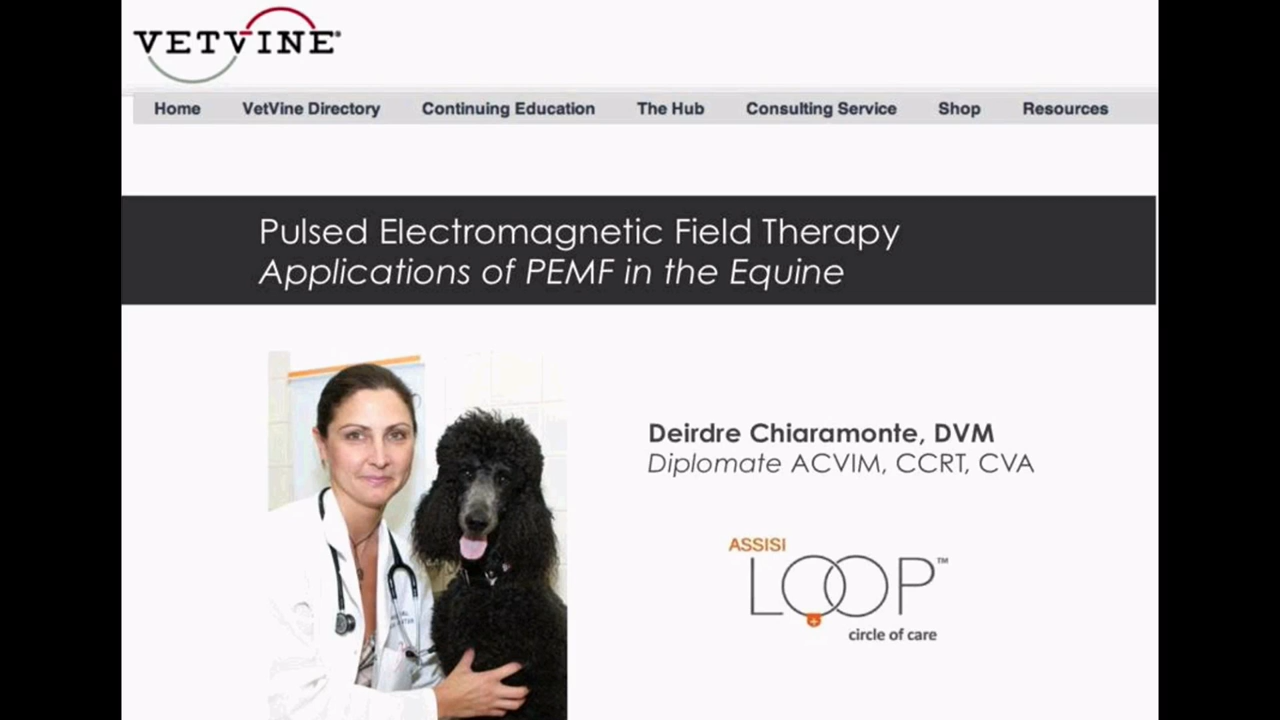 VETVINE®
Home VetVine Directory Continuing Education The Hub Consulting Service Shop Resources
Pulsed Electromagnetic Field Therapy
Applications of PEMF in the Equine
Deirdre Chiaramonte, DVM
Diplomate ACVIM, CCRT, CVA
ASSISI
LOOP™
circle of care